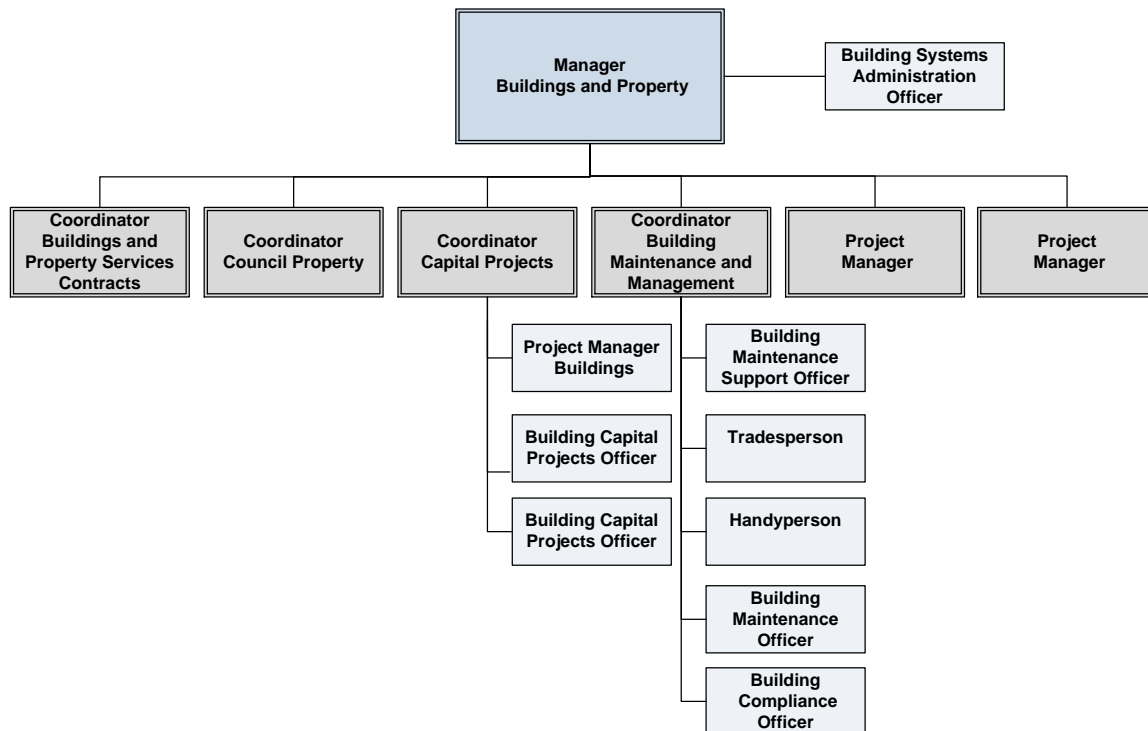 Manager
Buildings and Property
Building Systems
Administration
Officer
Coordinator
Buildings and
Property Services
Contracts
Coordinator
Council Property
Coordinator
Capital Projects
Coordinator
Building
Maintenance and
Management
Project
Manager
Project
Manager
Project Manager
Buildings
Building Capital
Projects Officer
Building Capital
Projects Officer
Building
Maintenance
Support Officer
Tradesperson
Handyperson
Building
Maintenance
Officer
Building
Compliance
Officer